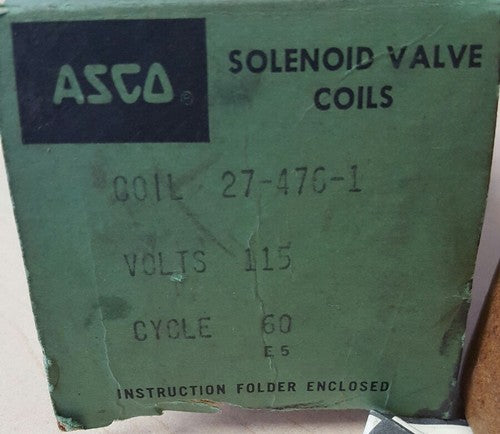 ASCO®
SOLENOID VALVE
COILS
COIL 27-476-1
VOLTS 115
CYCLE 60
E5
INSTRUCTION FOLDER ENCLOSED